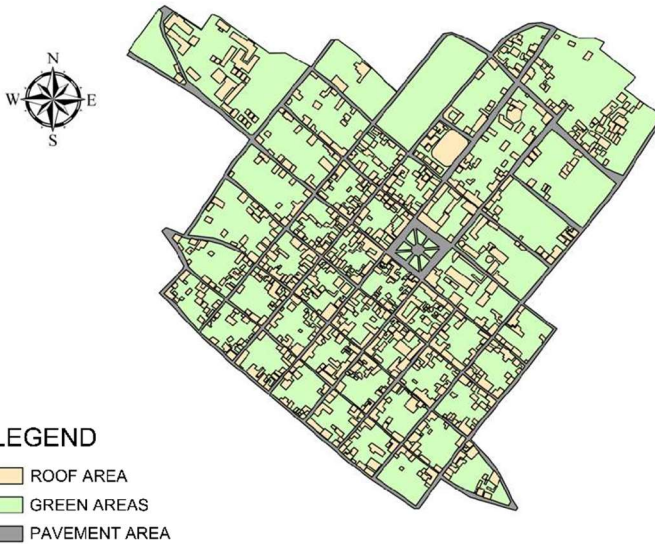 N
W E
S
LEGEND
ROOF AREA
GREEN AREAS
PAVEMENT AREA